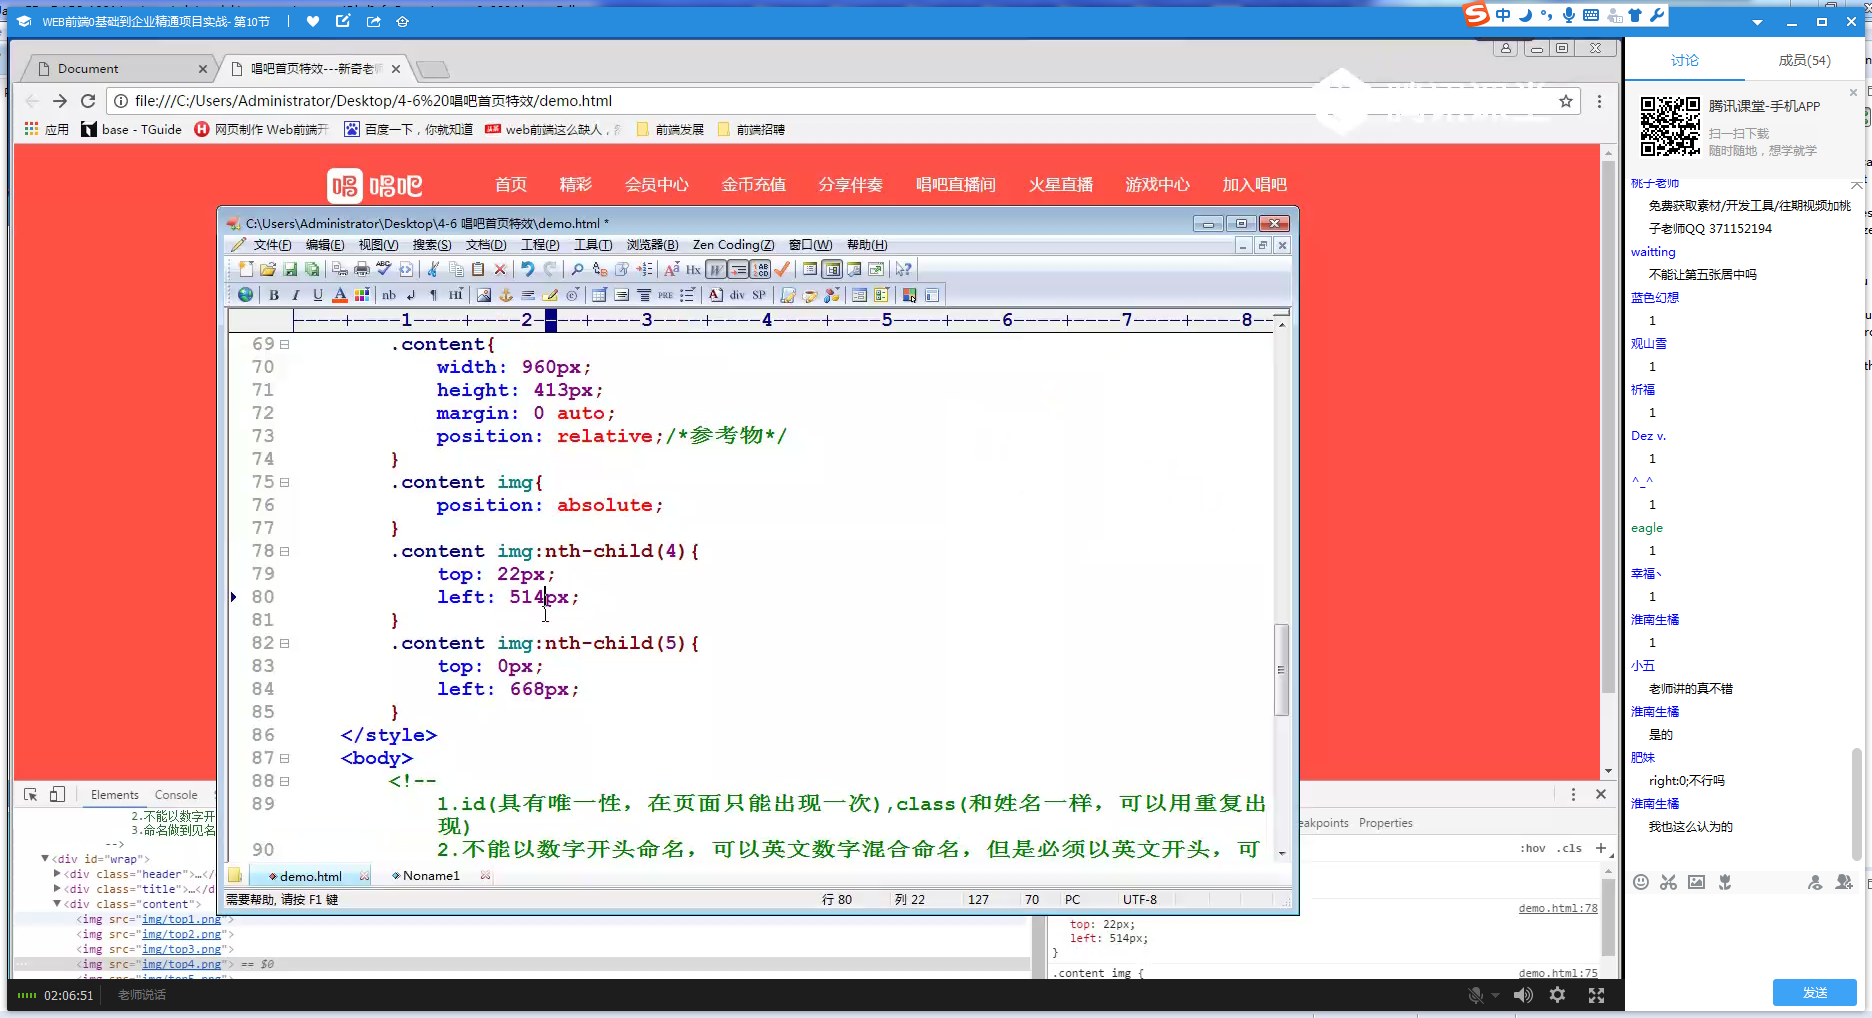 WEB前端0基础到企业精通项目实战- 第10节
中
讨论
成员(54)
Document
唱吧首页特效---新奇老师
file:///C:/Users/Administrator/Desktop/4-6%20唱吧首页特效/demo.html
应用
base - TGuide
网页制作 Web前端开
百度一下，你就知道
web前端这么缺人，
前端发展
前端招聘
腾讯课堂-手机APP
扫一扫下载
随时随地，想学就学
唱 唱吧
首页 精彩 会员中心 金币充值 分享伴奏 唱吧直播间 火星直播 游戏中心 加入唱吧
C:\Users\Administrator\Desktop\4-6 唱吧首页特效\demo.html *
文件(F) 编辑(E) 视图(V) 搜索(S) 文档(D) 工程(P) 工具(T) 浏览器(B) Zen Coding(Z) 窗口(W) 帮助(H)
----+----1----+----2----+----3----+----4----+----5----+----6----+----7----+----8--
69 .content{
70 width: 960px;
71 height: 413px;
72 margin: 0 auto;
73 position: relative;/*参考物*/
74 }
75 .content img{
76 position: absolute;
77 }
78 .content img:nth-child(4){
79 top: 22px;
80 left: 514px;
81 }
82 .content img:nth-child(5){
83 top: 0px;
84 left: 668px;
85 }
86 </style>
87 <body>
88 <!--
89 1.id(具有唯一性，在页面只能出现一次),class(和姓名一样，可以用重复出
现)
90 2.不能以数字开头命名，可以英文数字混合命名，但是必须以英文开头，可
demo.html
Noname1
需要帮助, 请按 F1 键
行 80 列 22 127 70 PC UTF-8
Elements Console
2.不能以数字开
3.命名做到见名
-->
<div id="wrap">
<div class="header">…</
<div class="title">…</d
<div class="content">
<img src="img/top1.png">
<img src="img/top2.png">
<img src="img/top3.png">
<img src="img/top4.png"> == $0
eakpoints Properties
:hov .cls +
demo.html:78
top: 22px;
left: 514px;
}
.content img {
demo.html:75
桃子老师
免费获取素材/开发工具/往期视频加桃
子老师QQ 371152194
waitting
不能让第五张居中吗
蓝色幻想
1
观山雪
1
祈福
1
Dez v.
1
^_^
1
eagle
1
幸福丶
1
淮南生橘
1
小五
老师讲的真不错
淮南生橘
是的
肥妹
right:0;不行吗
淮南生橘
我也这么认为的
02:06:51
老师说话
发送